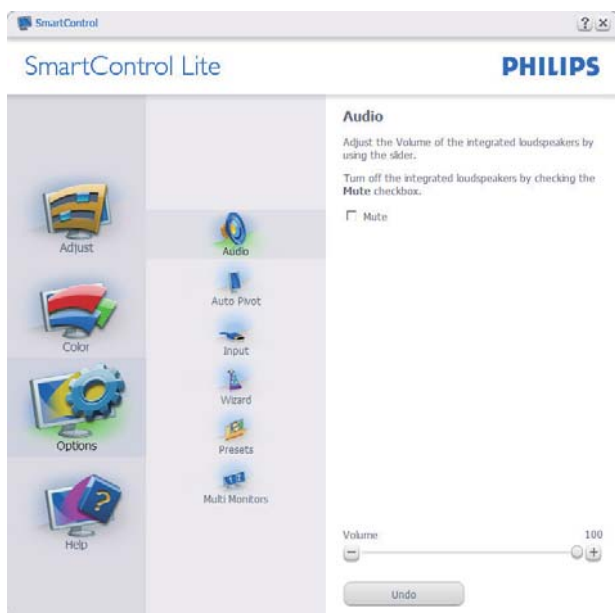 SmartControl
? ×
SmartControl Lite
PHILIPS
Adjust
Color
Options
Help
Audio
Auto Pivot
Input
Wizard
Presets
Multi Monitors
Audio
Adjust the Volume of the integrated loudspeakers by
using the slider.
Turn off the integrated loudspeakers by checking the
Mute checkbox.
Mute
Volume 100
Undo